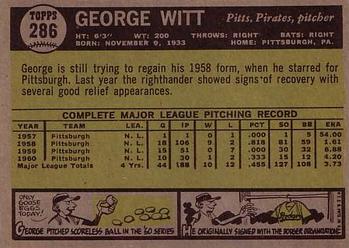 TOPPS
286
GEORGE WITT Pitts. Pirates, pitcher
HT: 6'3" WT: 200 THROWS: RIGHT BATS: RIGHT
BORN: NOVEMBER 9, 1933 HOME: PITTSBURGH, PA.
George is still trying to regain his 1958 form, when he starred for
Pittsburgh. Last year the righthander showed signs of recovery with
several good relief appearances.
COMPLETE MAJOR LEAGUE PITCHING RECORD
YEAR TEAM LEA. G IP W L PCT. SO BB ERA
1957 Pittsburgh N. L. 1 1 0 1 .000 1 5 54.00
1958 Pittsburgh N. L. 18 106 9 2 .818 81 59 1.61
1959 Pittsburgh N. L. 15 51 0 7 .000 30 32 6.88
1960 Pittsburgh N. L. 10 30 1 2 .333 15 12 4.20
Major League Totals 4 Yrs. 44 188 10 12 .455 127 108 3.73
ONLY
GOOSE
EGGS
TODAY!
GEORGE PITCHED SCORELESS BALL IN THE '60 SERIES
HE ORIGINALLY SIGNED WITH THE DODGER ORGANIZATION